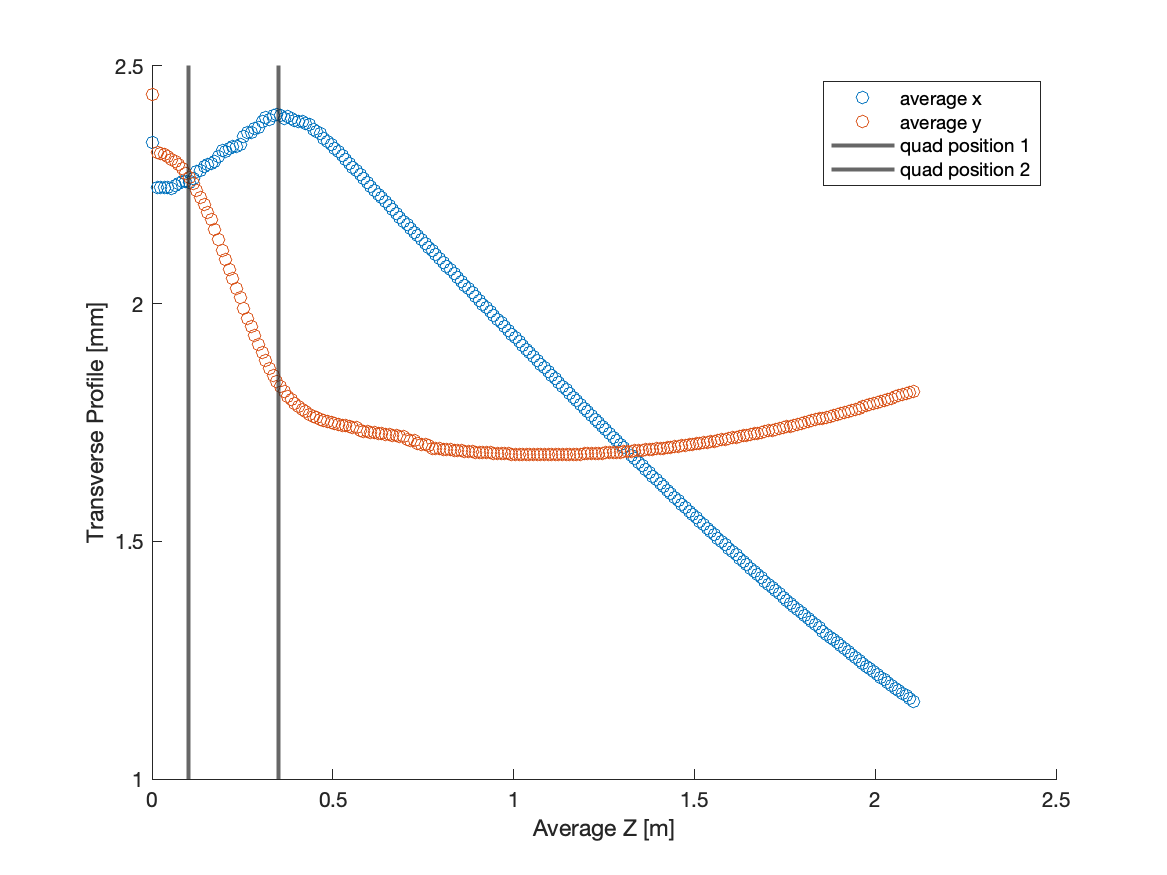 2.5
2
1.5
1
Transverse Profile [mm]
average x
average y
quad position 1
quad position 2
0
0.5
1
1.5
2
2.5
Average Z [m]